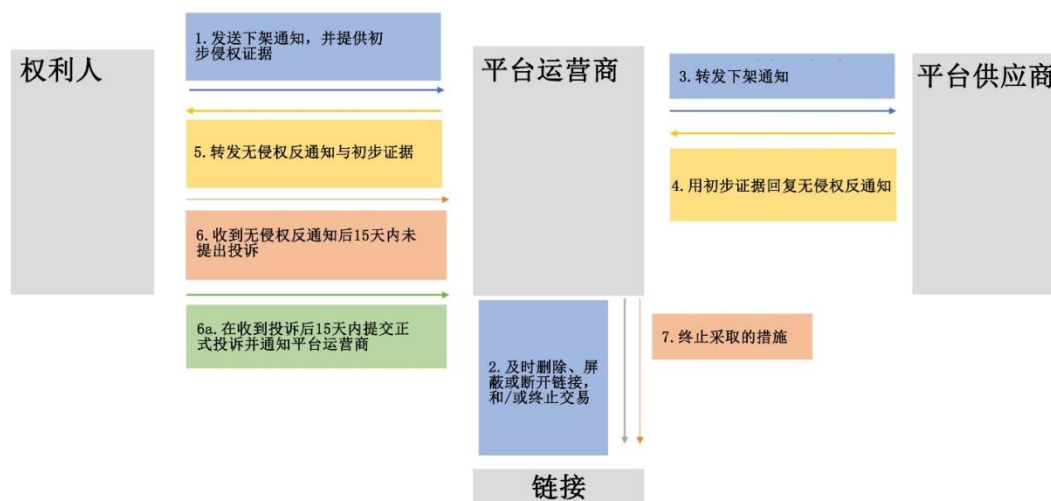 权利人
1.发送下架通知，并提供初
步侵权证据
平台运营商
3.转发下架通知
平台供应商
5.转发无侵权反通知与初步证据
4.用初步证据回复无侵权反通知
6.收到无侵权反通知后15天内未
提出投诉
6a.在收到投诉后15天内提交正
式投诉并通知平台运营商
2.及时删除、屏
蔽或断开链接，
和/或终止交易
7.终止采取的措施
链接